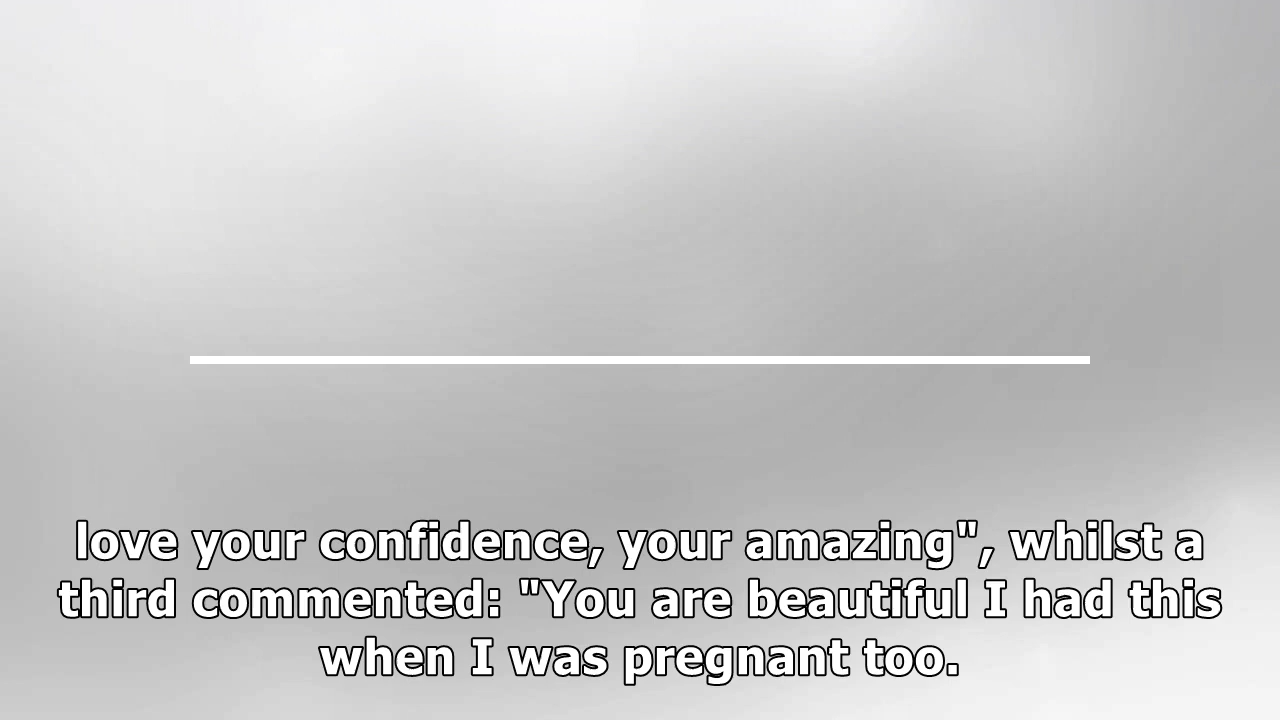 love your confidence, your amazing", whilst a
third commented: "You are beautiful I had this
when I was pregnant too.